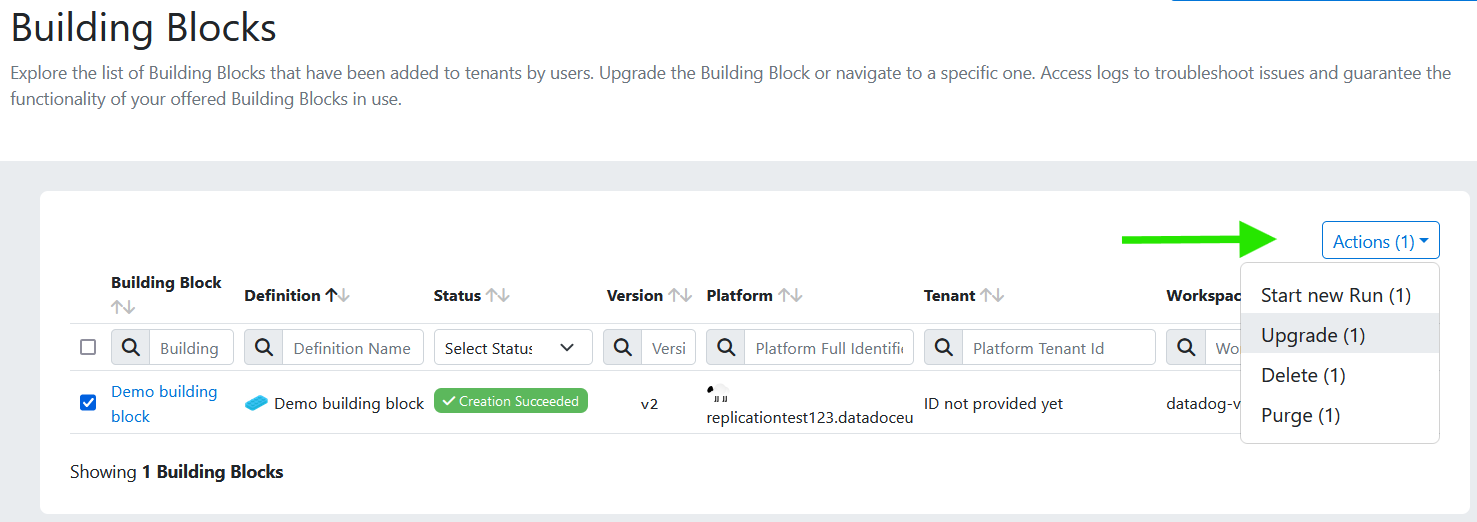 Building Blocks
Explore the list of Building Blocks that have been added to tenants by users. Upgrade the Building Block or navigate to a specific one. Access logs to troubleshoot issues and guarantee the
functionality of your offered Building Blocks in use.
Actions (1)
Start new Run (1)
Upgrade (1)
Delete (1)
Purge (1)
Building Block
Definition Status Version Platform Tenant Workspac
Building Definition Name Select Status Versi Platform Full Identific Platform Tenant Id Wor
Demo building
block
Demo building block Creation Succeeded v2 replicationtest123.datadoceu ID not provided yet datadog-v
Showing 1 Building Blocks